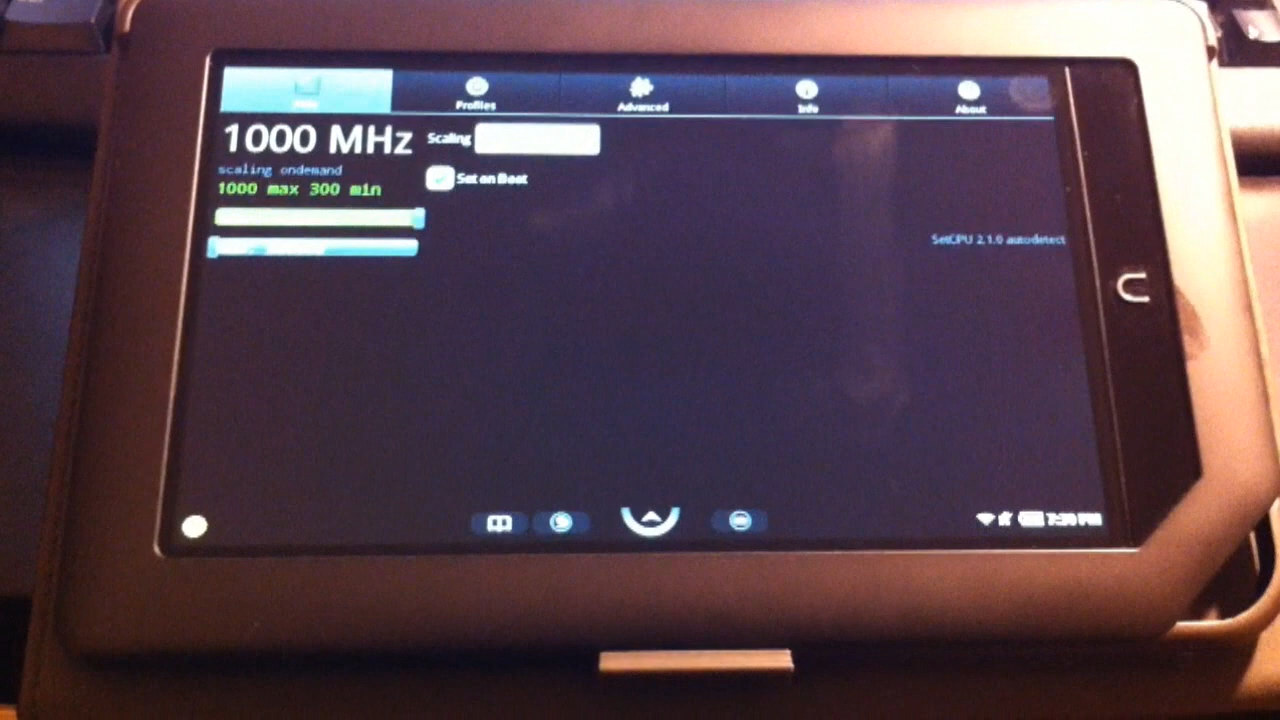 Profiles
Advanced
Info
About
1000 MHz
Scaling
scaling ondemand
1000 max 300 min
Set on Boot
SetCPU 2.1.0 autodetect